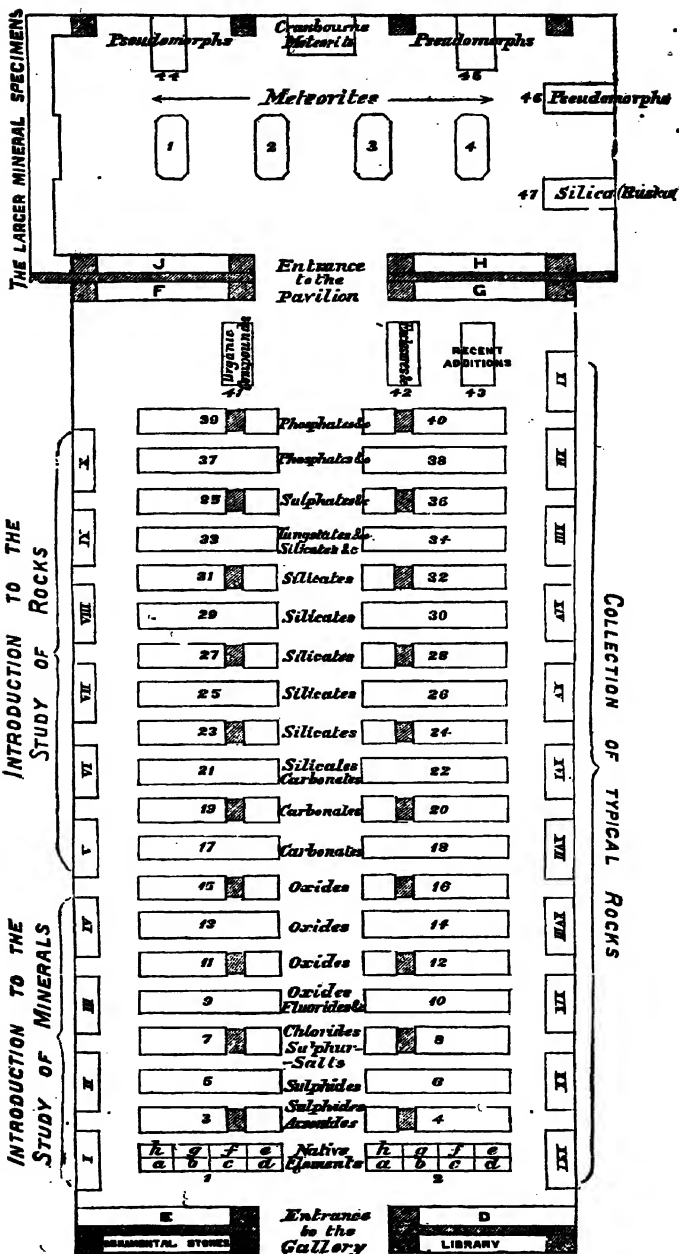 THE LARGER MINERAL SPECIMENS
Pseudomorphs
Cranbourne
Meteorite
Pseudomorphs
44
45
Meteorites
46 Pseudomorphs
1 2 3 4
47 Silica (Ruskin
J
Entrance
to the
Pavilion
H
F
G
Organic
Compounds
41
42
RECENT
ADDITIONS
43
XI
39 Phosphates &c 40
X
37 Phosphates &c 38
XII
35 Sulphates &c 36
IX
33 Tungstates &c
Silicates &c 34
XIII
31 Silicates 32
VIII
29 Silicates 30
XIV
27 Silicates 28
VII
25 Silicates 26
XV
23 Silicates 24
VI
21 Silicates
Carbonates 22
XVI
19 Carbonates 20
V
17 Carbonates 18
XVII
15 Oxides 16
IV
13 Oxides 14
XVIII
11 Oxides 12
III
9 Oxides
Fluorides &c 10
XIX
7 Chlorides
Sulphur-
-Salts 8
II
5 Sulphides 6
XX
3 Sulphides
Arsenides 4
I
h g f e Native h g f e
a b c d Elements a b c d
1 2
XXI
INTRODUCTION TO THE
STUDY OF ROCKS
INTRODUCTION TO THE
STUDY OF MINERALS
COLLECTION OF TYPICAL ROCKS
E
Entrance
to the
Gallery
D
ORNAMENTAL STONES
LIBRARY